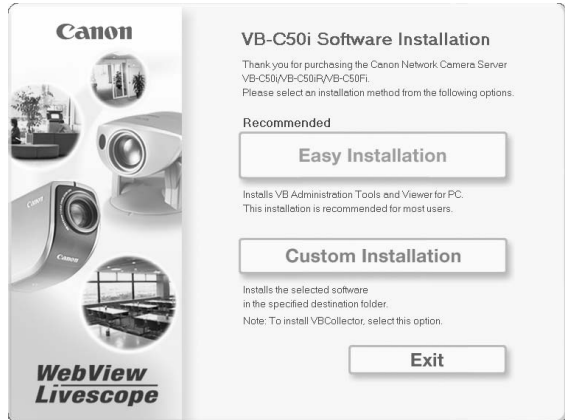 Canon
VB-C50i Software Installation
Thank you for purchasing the Canon Network Camera Server
VB-C50i/VB-C50iR/VB-C50Fi.
Please select an installation method from the following options.
Recommended
Easy Installation
Installs VB Administration Tools and Viewer for PC.
This installation is recommended for most users.
Custom Installation
Installs the selected software
in the specified destination folder.
Note: To install VBCollector, select this option.
Exit
Canon
Canon
WebView
Livescope